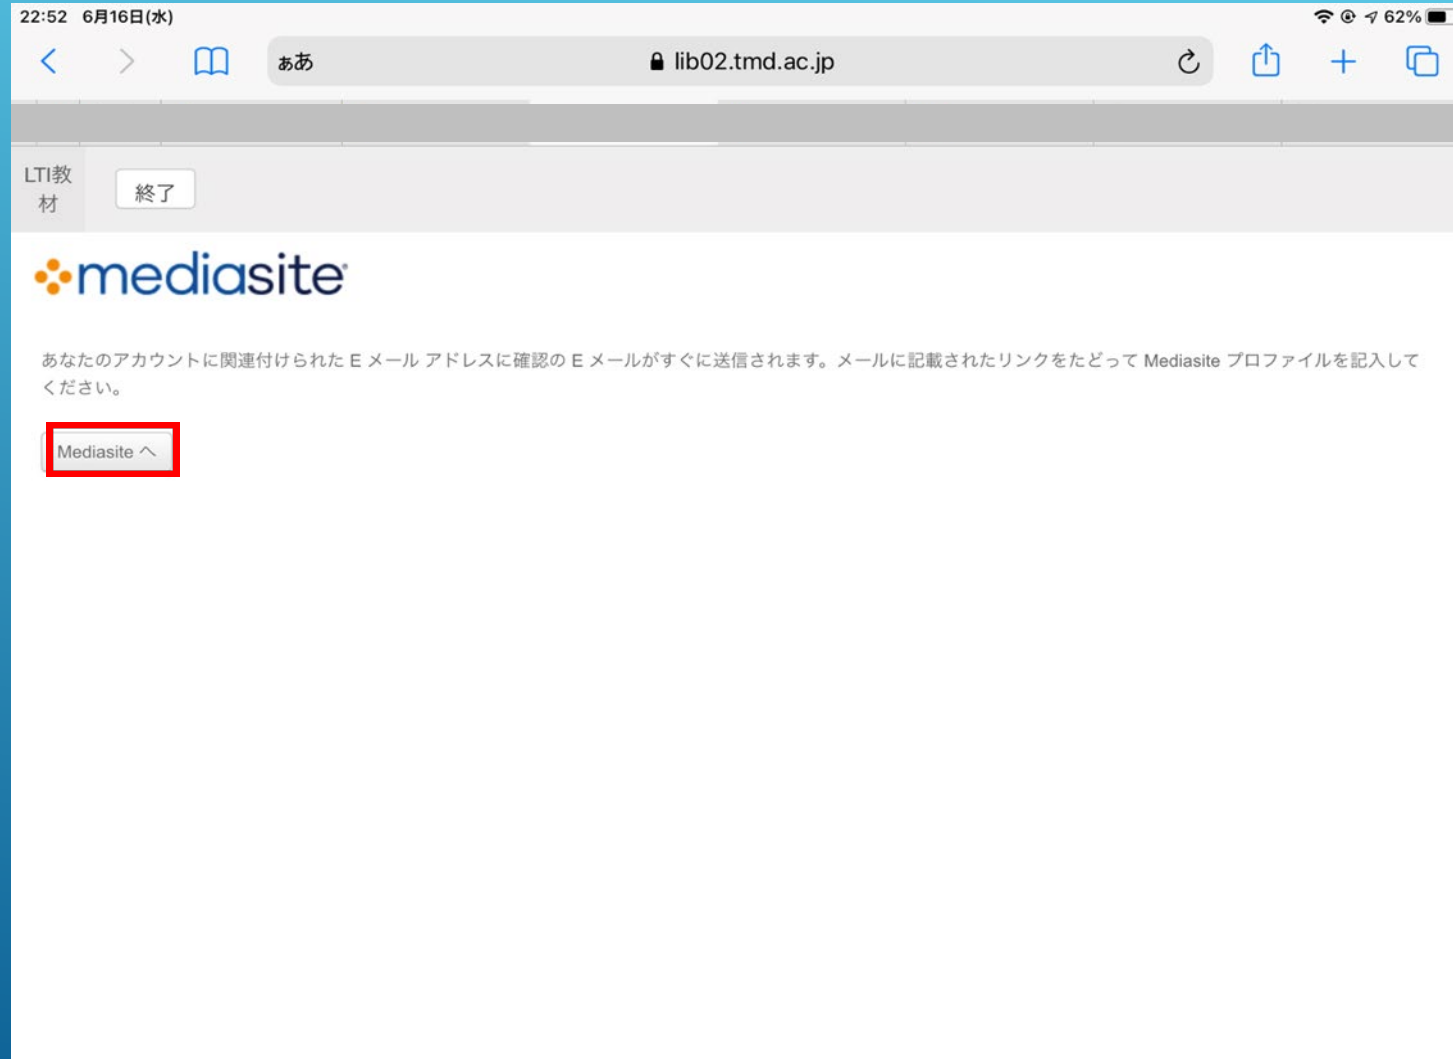 22:52 6月16日(水) 62%
ぁあ lib02.tmd.ac.jp
LTI教
材
終了
mediasite
あなたのアカウントに関連付けられた E メール アドレスに確認の E メールがすぐに送信されます。メールに記載されたリンクをたどって Mediasite プロファイルを記入して
ください。
Mediasite へ